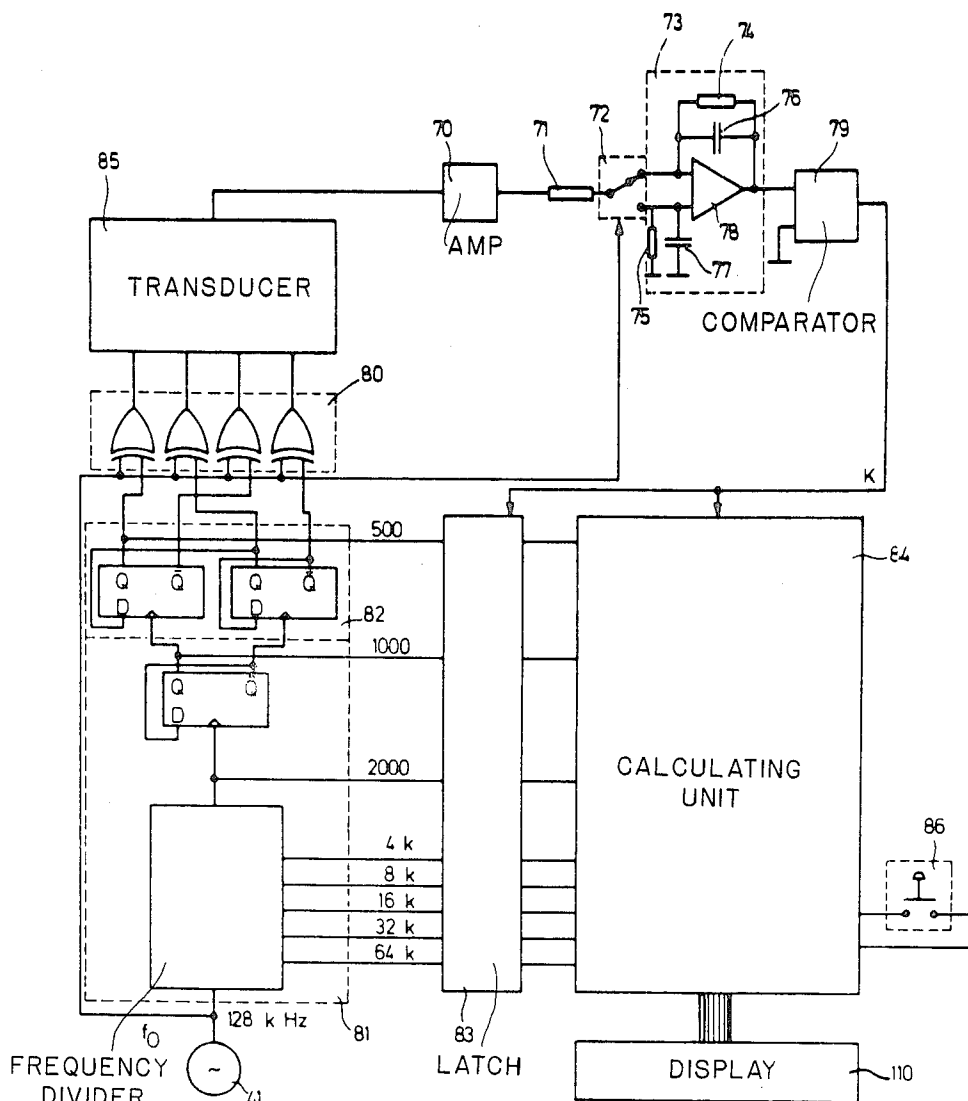 74
73
76
72
70
71
79
85
78
AMP
77
TRANSDUCER
75
COMPARATOR
80
K
500
84
Q Q̅ Q Q̅
D D
82
1000
Q Q̅
D
CALCULATING
UNIT
2000
86
4 k
8 k
16 k
32 k
64 k
f₀
128 k Hz
81
83
FREQUENCY
DIVIDER
LATCH
DISPLAY
110